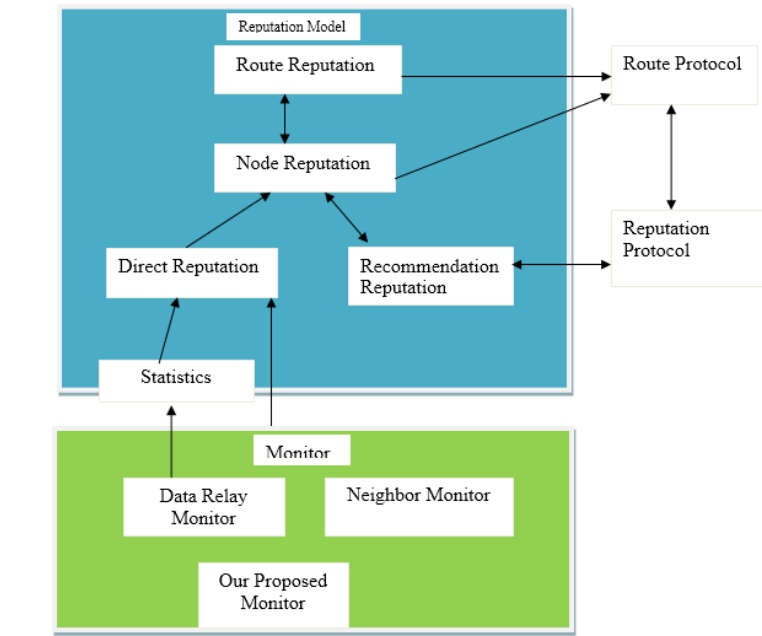 Reputation Model
Route Reputation
Route Protocol
Node Reputation
Reputation
Protocol
Direct Reputation
Recommendation
Reputation
Statistics
Monitor
Data Relay
Monitor
Neighbor Monitor
Our Proposed
Monitor